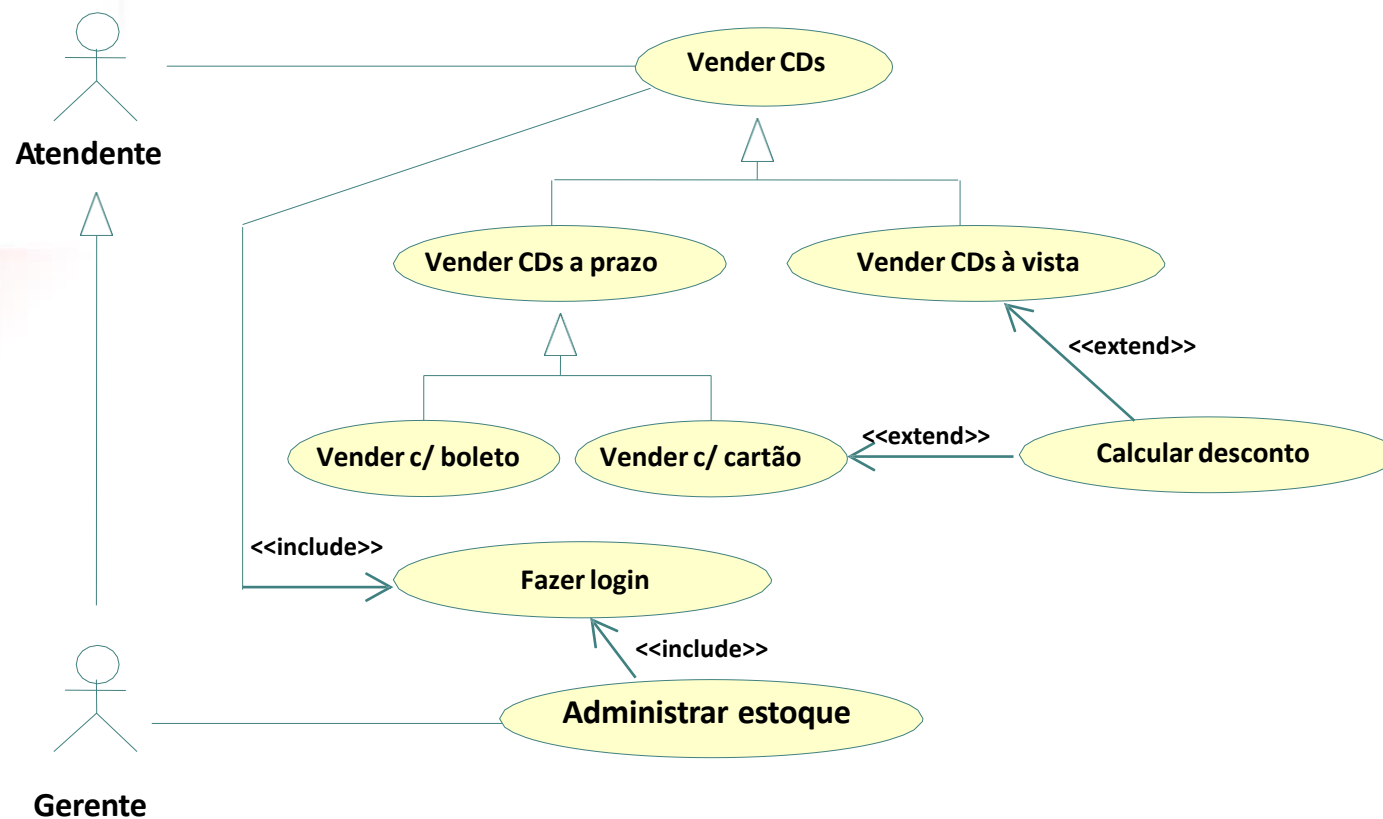 Vender CDs
Atendente
Vender CDs a prazo
Vender CDs à vista
<<extend>>
<<extend>>
Vender c/ boleto
Vender c/ cartão
Calcular desconto
<<include>>
Fazer login
<<include>>
Administrar estoque
Gerente